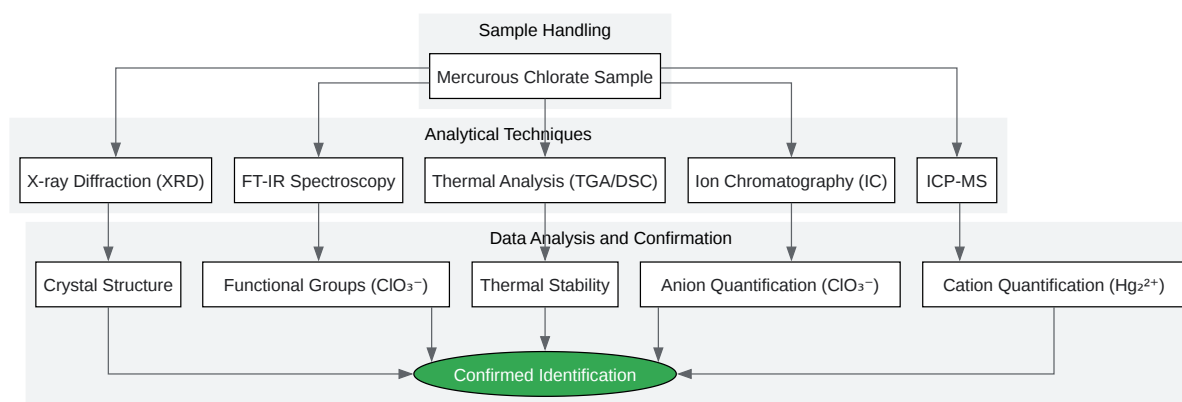 Sample Handling
Mercurous Chlorate Sample
Analytical Techniques
X-ray Diffraction (XRD)
FT-IR Spectroscopy
Thermal Analysis (TGA/DSC)
Ion Chromatography (IC)
ICP-MS
Data Analysis and Confirmation
Crystal Structure
Functional Groups (ClO₃⁻)
Thermal Stability
Anion Quantification (ClO₃⁻)
Cation Quantification (Hg₂²⁺)
Confirmed Identification